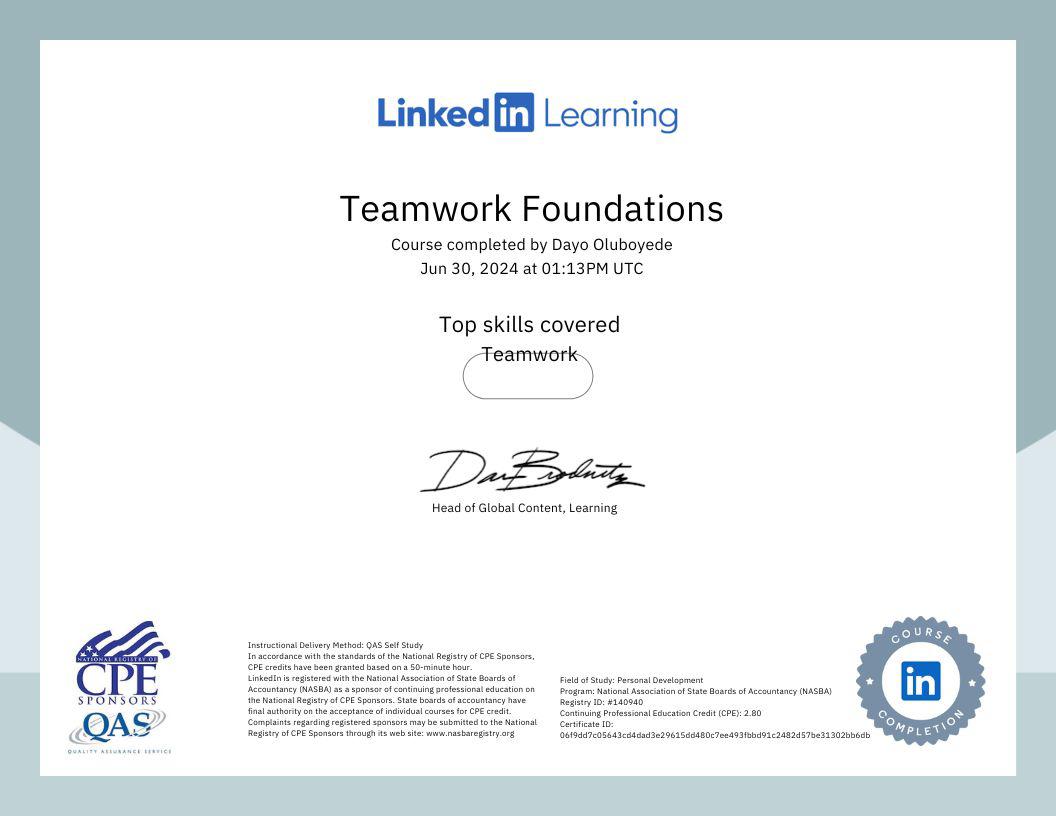 Linked in Learning
Teamwork Foundations
Course completed by Dayo Oluboyede
Jun 30, 2024 at 01:13PM UTC
Top skills covered
Teamwork
Dan Brodnitz
Head of Global Content, Learning
NATIONAL REGISTRY OF
CPE
SPONSORS
QAS
QUALITY ASSURANCE SERVICE
Instructional Delivery Method: QAS Self Study
In accordance with the standards of the National Registry of CPE Sponsors,
CPE credits have been granted based on a 50-minute hour.
LinkedIn is registered with the National Association of State Boards of
Accountancy (NASBA) as a sponsor of continuing professional education on
the National Registry of CPE Sponsors. State boards of accountancy have
final authority on the acceptance of individual courses for CPE credit.
Complaints regarding registered sponsors may be submitted to the National
Registry of CPE Sponsors through its web site: www.nasbaregistry.org
Field of Study: Personal Development
Program: National Association of State Boards of Accountancy (NASBA)
Registry ID: #140940
Continuing Professional Education Credit (CPE): 2.80
Certificate ID:
06f9dd7c05643cd4dad3e29615dd480c7ee493fbbd91c2482d57be31302bb6db
COURSE
in
COMPLETION